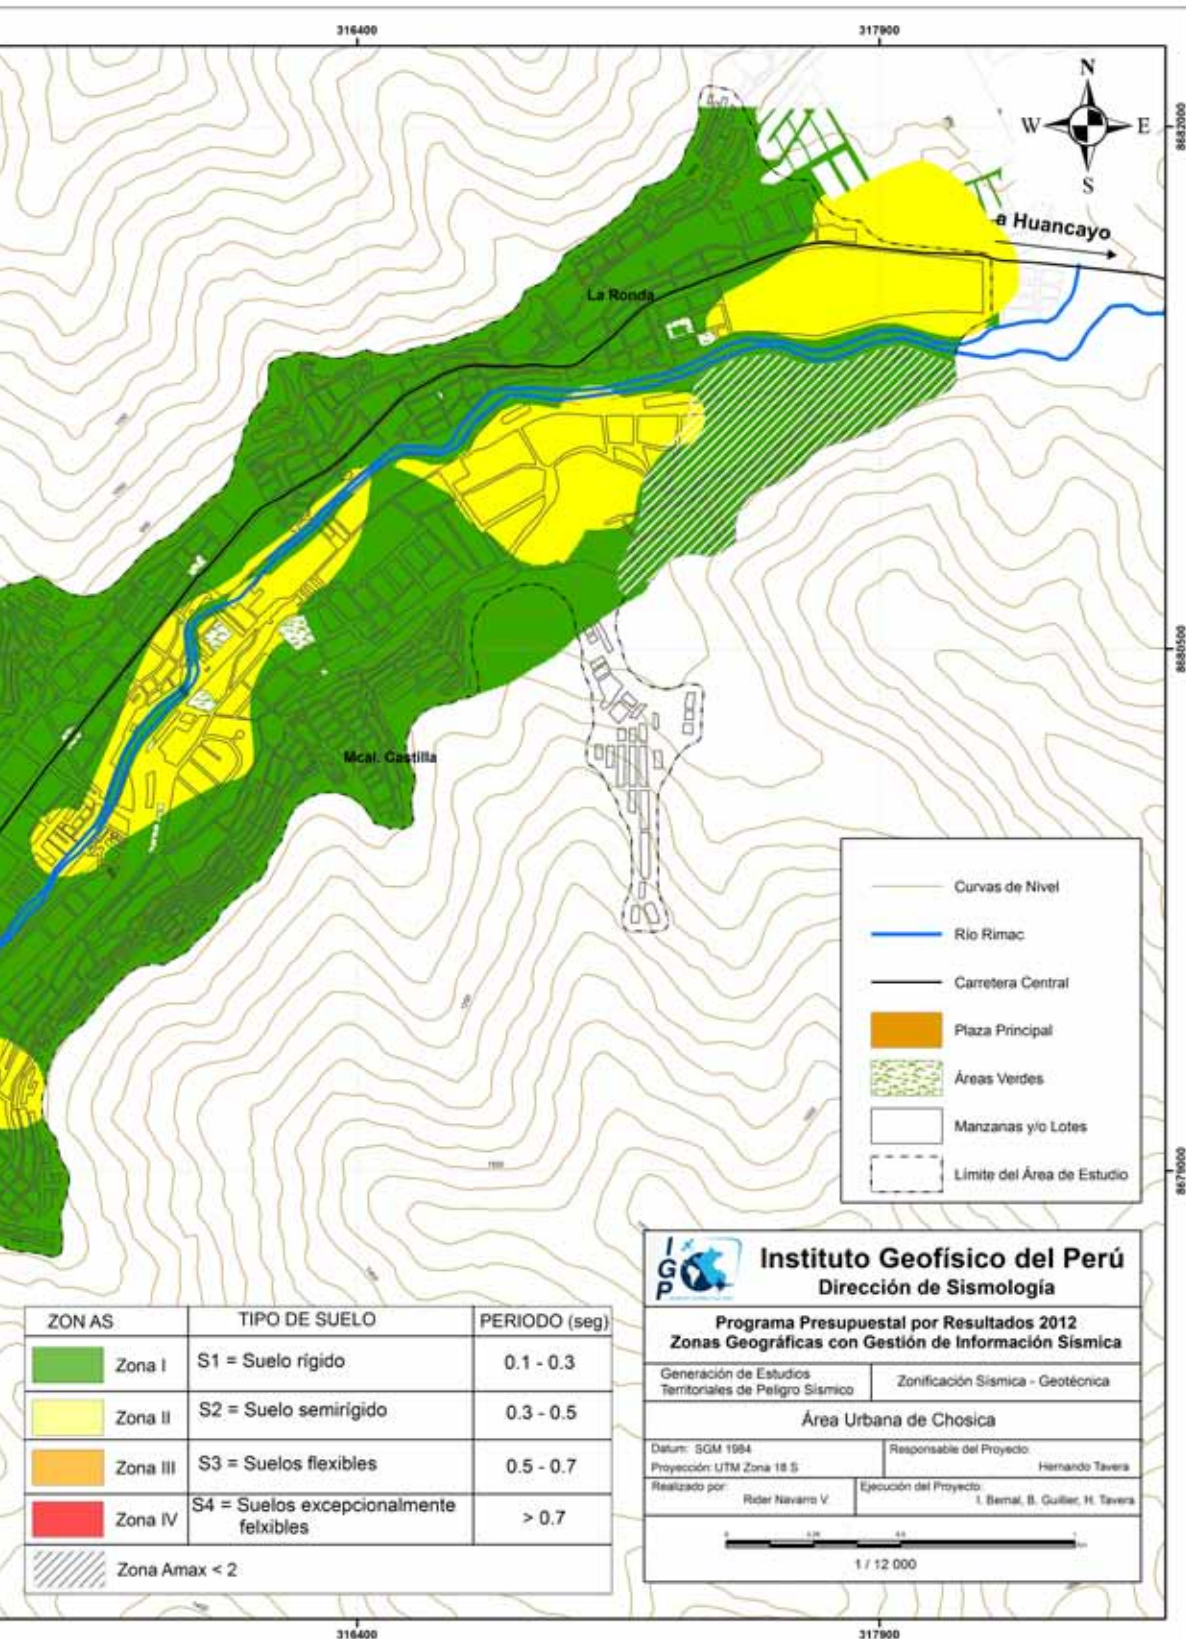 316400
317900
N
W
E
S
8682000
a Huancayo
La Ronda
8680500
Mcal. Castilla
Curvas de Nivel
Río Rimac
Carretera Central
Plaza Principal
Áreas Verdes
Manzanas y/o Lotes
Límite del Área de Estudio
8679000
IGP
Instituto Geofísico del Perú
Dirección de Sismología
Programa Presupuestal por Resultados 2012
Zonas Geográficas con Gestión de Información Sísmica
Generación de Estudios
Territoriales de Peligro Sísmico
Zonificación Sísmica - Geotécnica
Área Urbana de Chosica
Datum: SGM 1984
Proyección: UTM Zona 18 S
Responsable del Proyecto:
Hernando Tavera
Realizado por:
Rider Navarro V.
Ejecución del Proyecto:
I. Bernal, B. Guillier, H. Tavera
1 / 12 000
ZON AS TIPO DE SUELO PERIODO (seg)
Zona I S1 = Suelo rígido 0.1 - 0.3
Zona II S2 = Suelo semirígido 0.3 - 0.5
Zona III S3 = Suelos flexibles 0.5 - 0.7
Zona IV S4 = Suelos excepcionalmente
felxibles > 0.7
Zona Amax < 2
316400
317900